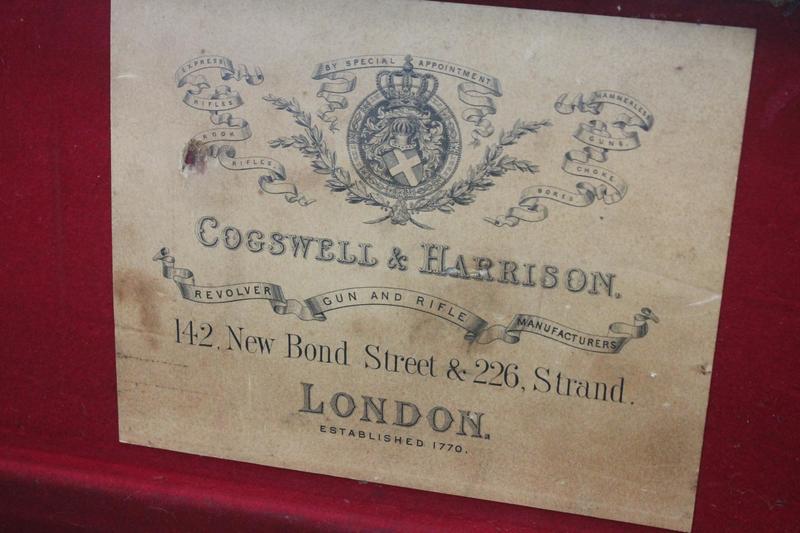 BY SPECIAL APPOINTMENT
EXPRESS
RIFLES
ROOK
RIFLES.
HAMMERLESS
GUNS.
CHOKE
BORES
COGSWELL & HARRISON.
REVOLVER GUN AND RIFLE MANUFACTURERS
142, New Bond Street & 226, Strand.
LONDON.
ESTABLISHED 1770.